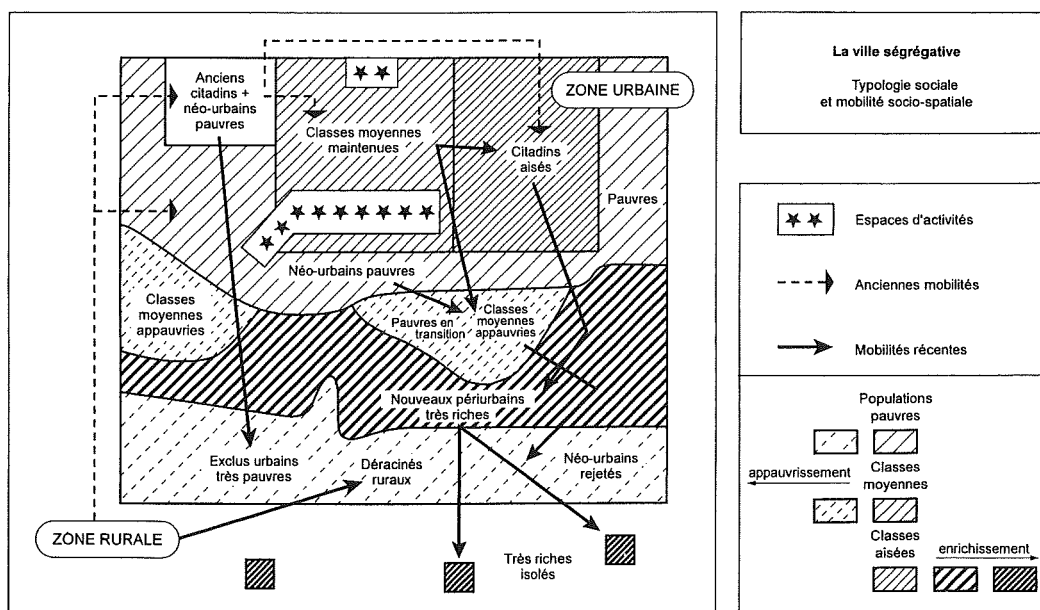 Anciens
citadins +
néo-urbains
pauvres
ZONE URBAINE
Classes moyennes
maintenues
Citadins
aisés
Pauvres
Néo-urbains pauvres
Classes
moyennes
appauvries
Pauvres en
transition
Classes
moyennes
appauvries
Nouveaux périurbains
très riches
Exclus urbains
très pauvres
Déracinés
ruraux
Néo-urbains
rejetés
ZONE RURALE
Très riches
isolés
La ville ségrégative
Typologie sociale
et mobilité socio-spatiale
Espaces d'activités
Anciennes mobilités
Mobilités récentes
Populations
pauvres
appauvrissement
Classes
moyennes
Classes
aisées
enrichissement